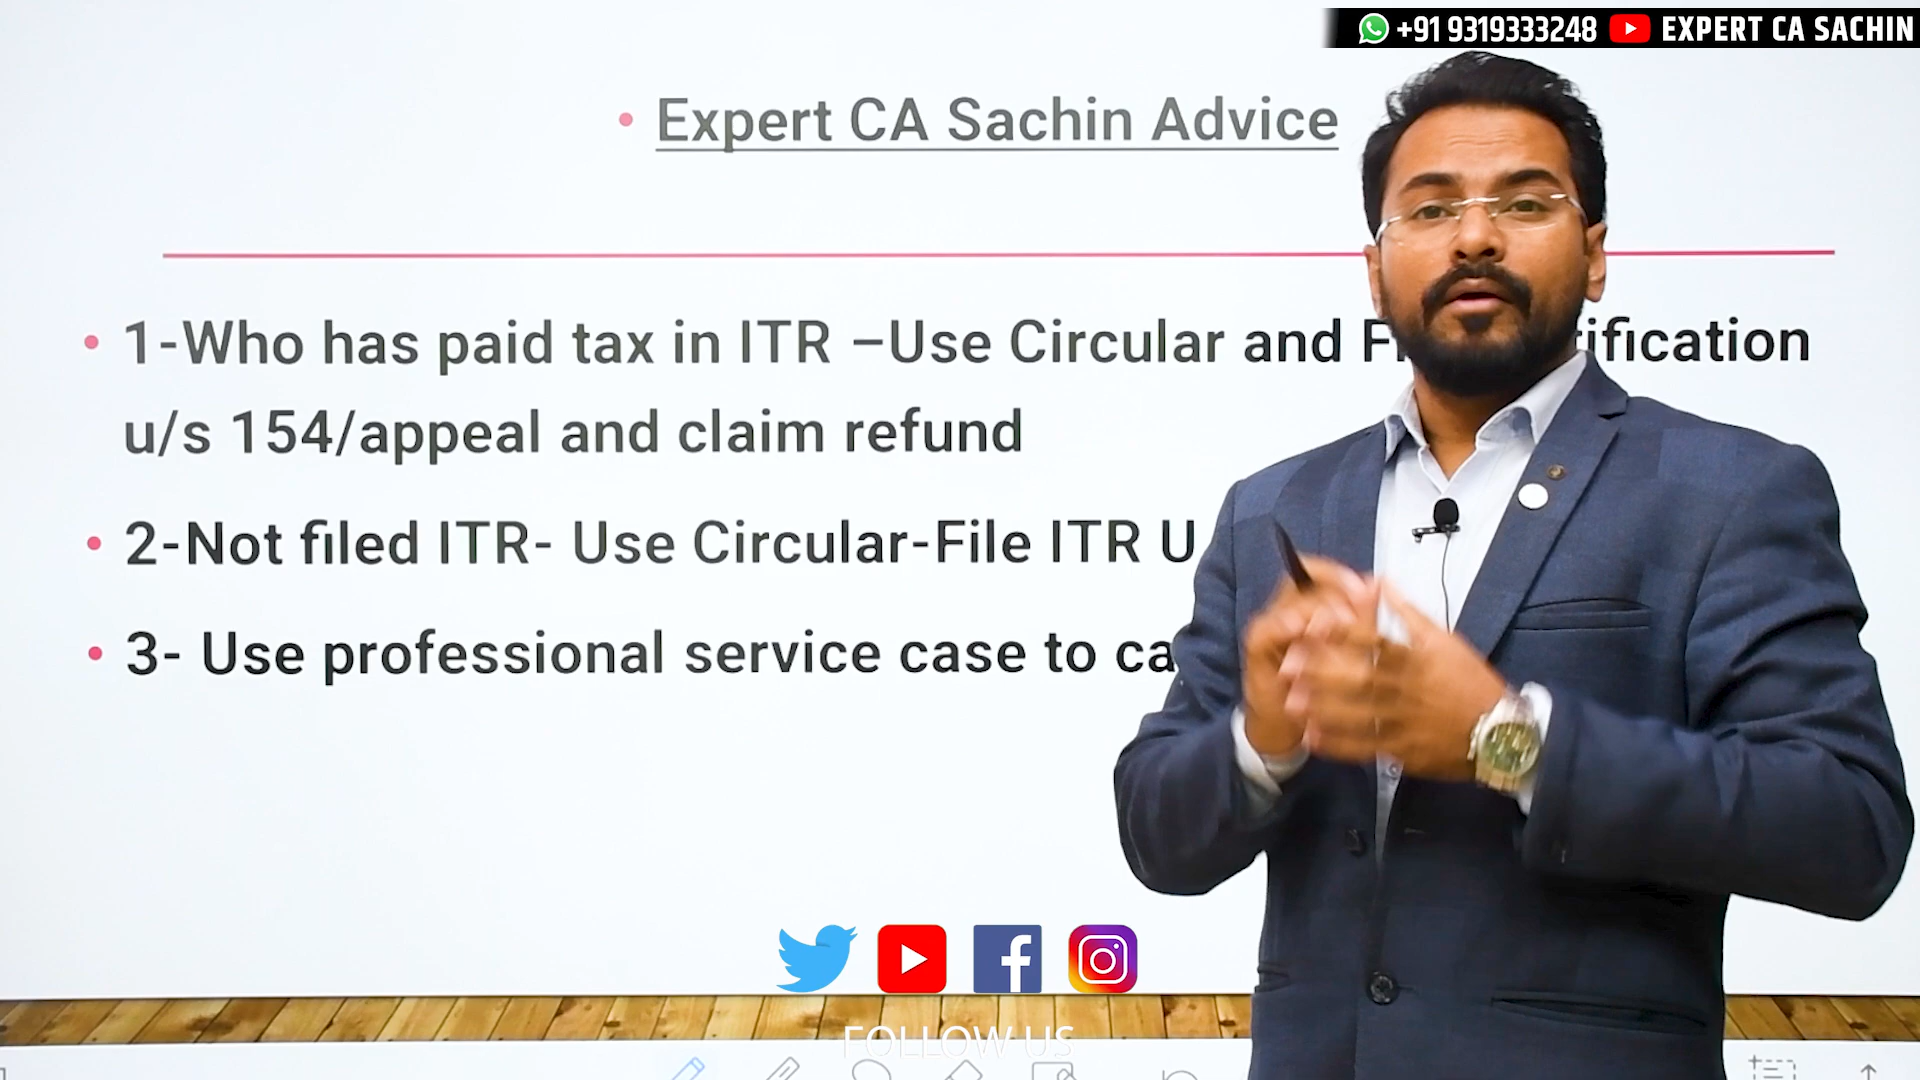 +91 9319333248 EXPERT CA SACHIN
• Expert CA Sachin Advice
• 1-Who has paid tax in ITR –Use Circular and
u/s 154/appeal and claim refund
• 2-Not filed ITR- Use Circular-File ITR U
• 3- Use professional service case to
FOLLOW US